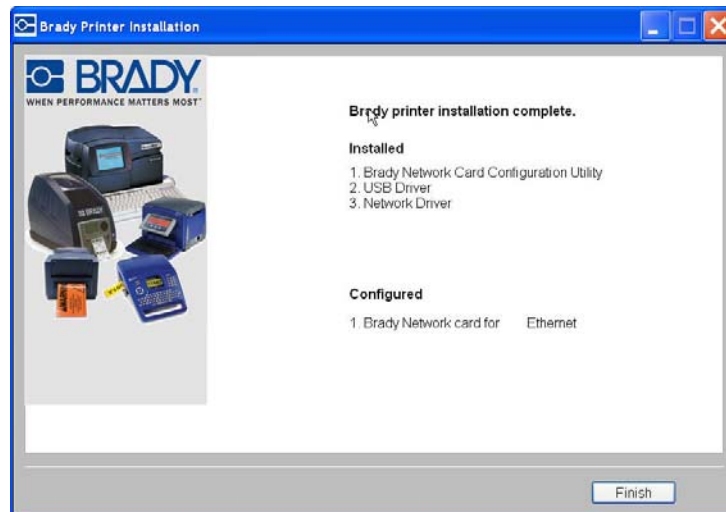 Brady Printer Installation
BRADY
WHEN PERFORMANCE MATTERS MOST™
Brady printer installation complete.
Installed
1. Brady Network Card Configuration Utility
2. USB Driver
3. Network Driver
Configured
1. Brady Network card for Ethernet
Finish